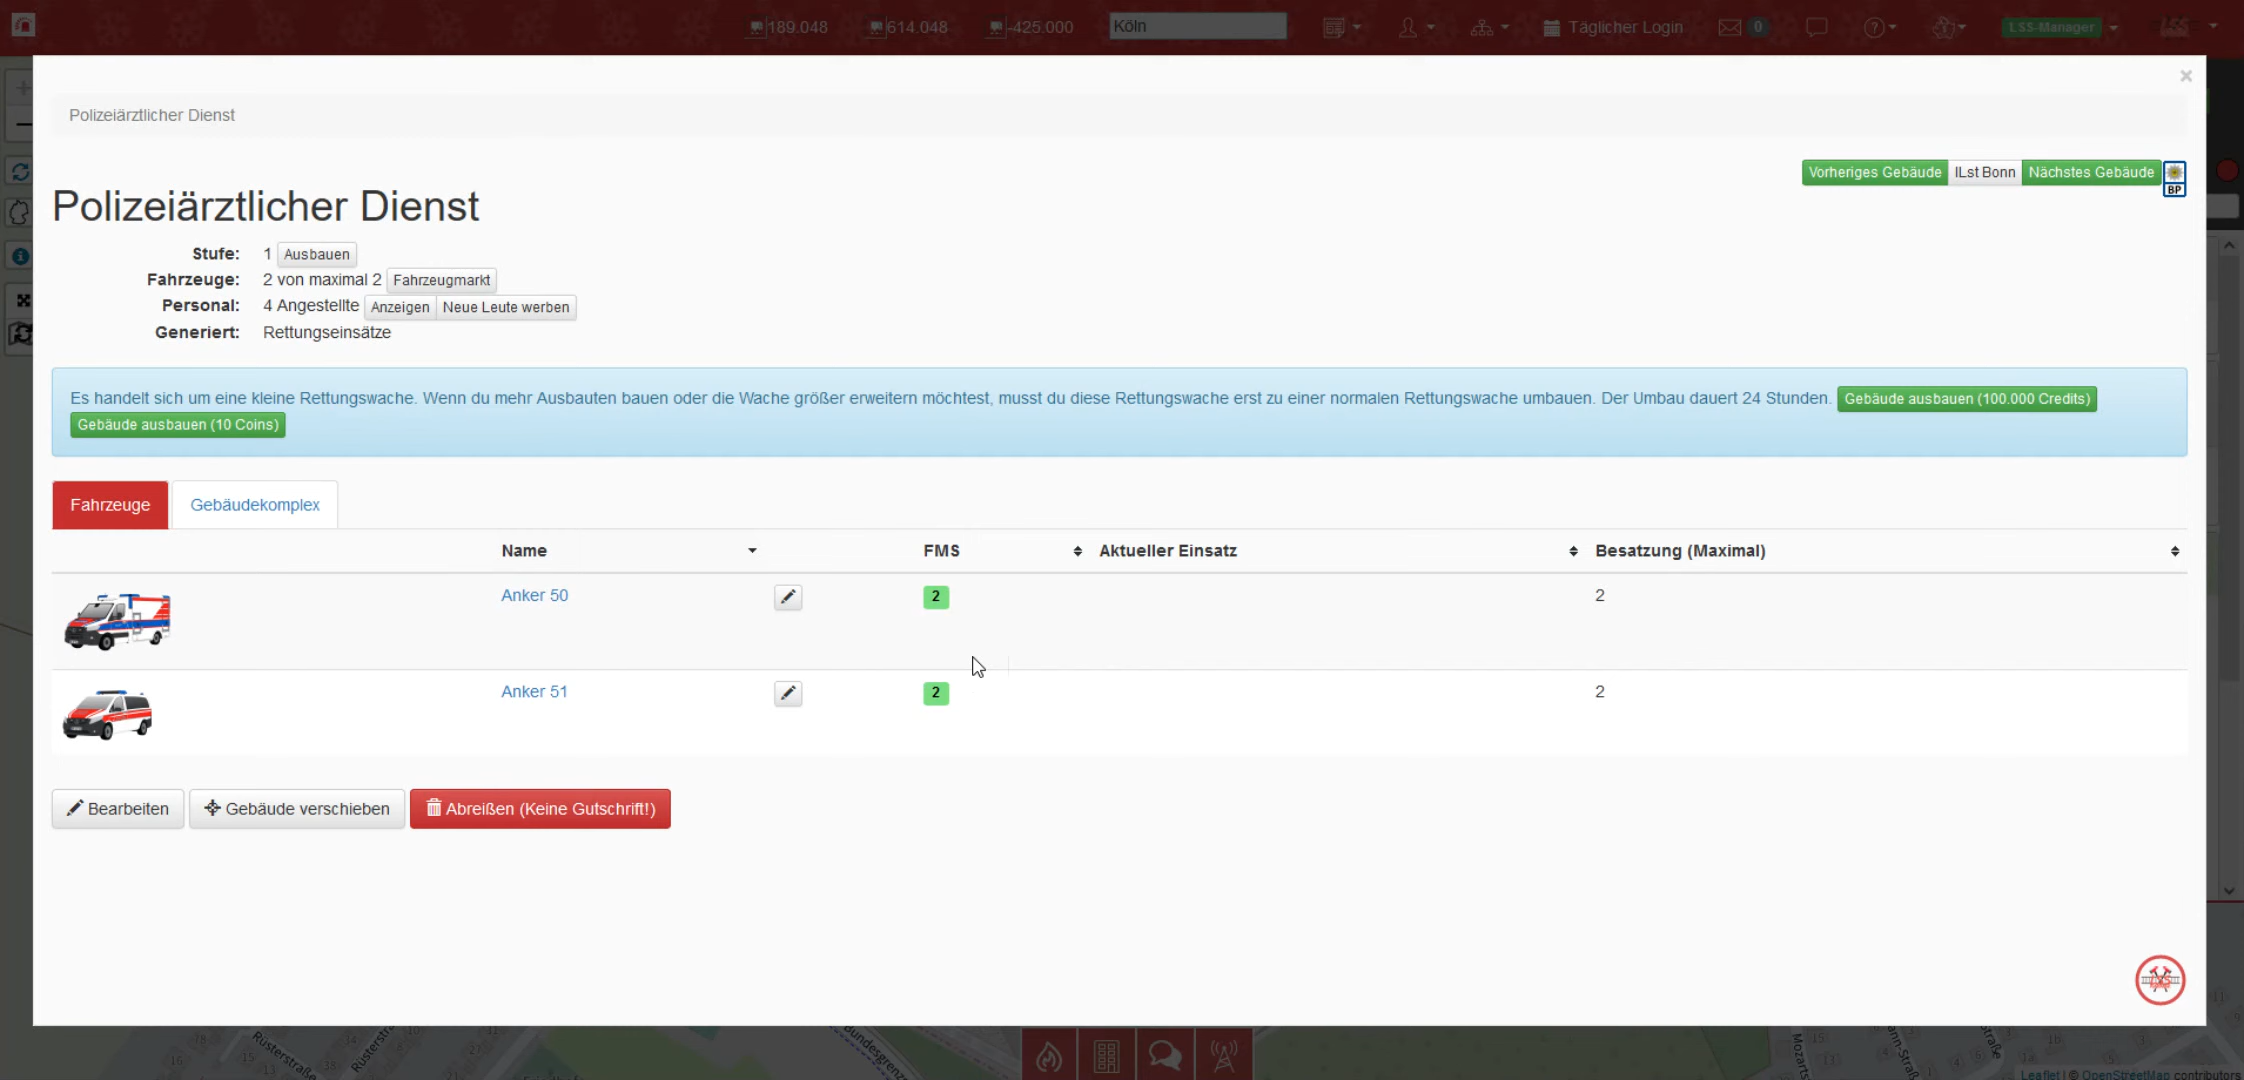 189.048 614.048 -425.000 Köln Täglicher Login 0 LSS-Manager
×
Polizeiärztlicher Dienst
Vorheriges Gebäude ILst Bonn Nächstes Gebäude
BP
Polizeiärztlicher Dienst
Stufe: 1 Ausbauen
Fahrzeuge: 2 von maximal 2 Fahrzeugmarkt
Personal: 4 Angestellte Anzeigen Neue Leute werben
Generiert: Rettungseinsätze
Es handelt sich um eine kleine Rettungswache. Wenn du mehr Ausbauten bauen oder die Wache größer erweitern möchtest, musst du diese Rettungswache erst zu einer normalen Rettungswache umbauen. Der Umbau dauert 24 Stunden. Gebäude ausbauen (100.000 Credits)
Gebäude ausbauen (10 Coins)
Fahrzeuge Gebäudekomplex
Name FMS Aktueller Einsatz Besatzung (Maximal)
Anker 50 2 2
Anker 51 2 2
Bearbeiten Gebäude verschieben Abreißen (Keine Gutschrift!)
Rüsterstraße
Leaflet | © OpenStreetMap contributors